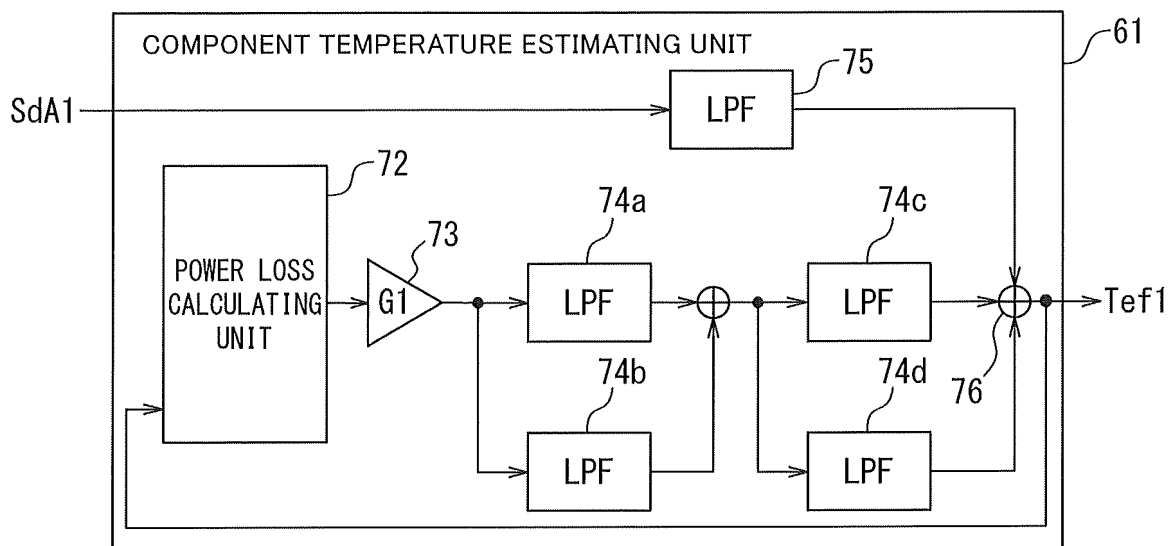 COMPONENT TEMPERATURE ESTIMATING UNIT
61
75
SdA1
LPF
72
74a
74c
73
POWER LOSS
CALCULATING
UNIT
G1
LPF
LPF
Tef1
74b
74d
76
LPF
LPF